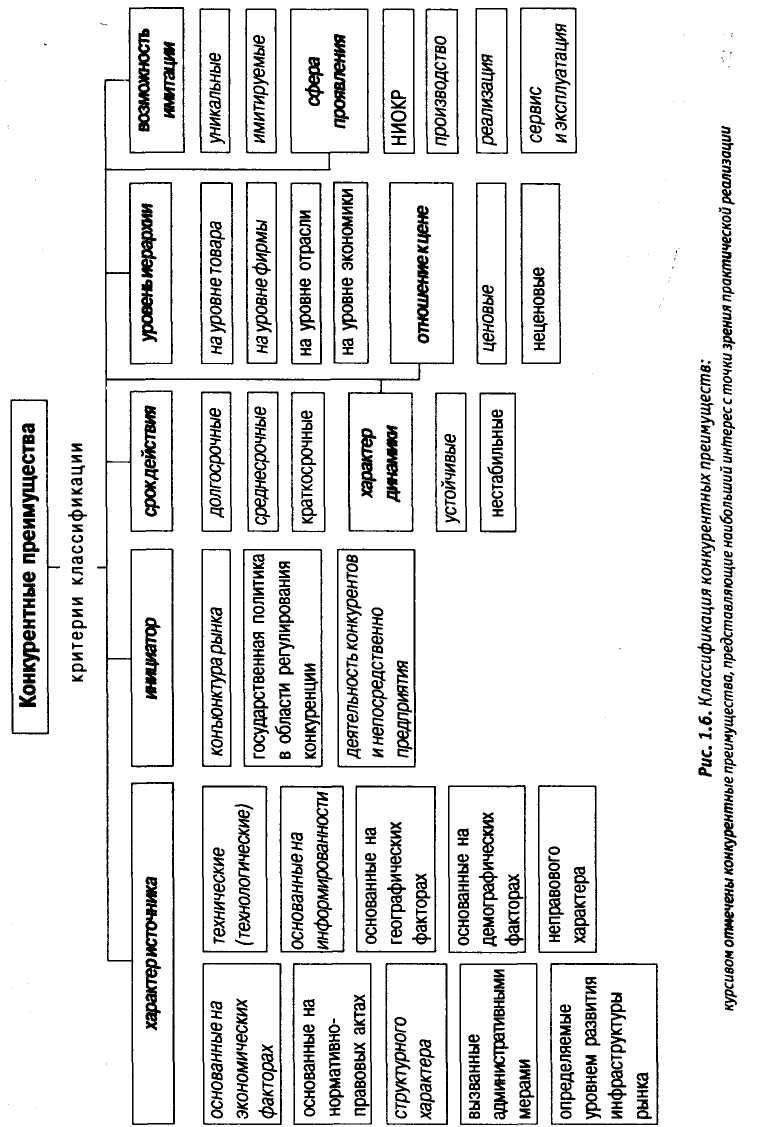 Конкурентные преимущества
критерии классификации
характер источника
основанные на
экономических
факторах
основанные на
нормативно-
правовых актах
структурного
характера
вызванные
административными
мерами
определяемые
уровнем развития
инфраструктуры
рынка
технические
(технологические)
основанные на
информированности
основанные на
географических
факторах
основанные на
демографических
факторах
неправового
характера
инициатор
конъюнктура рынка
государственная политика
в области регулирования
конкуренции
деятельность конкурентов
и непосредственно
предприятия
срок действия
долгосрочные
среднесрочные
краткосрочные
характер
динамики
устойчивые
нестабильные
уровень иерархии
на уровне товара
на уровне фирмы
на уровне отрасли
на уровне экономики
отношение к цене
ценовые
неценовые
возможность
имитации
уникальные
имитируемые
сфера
проявления
НИОКР
производство
реализация
сервис
и эксплуатация
Рис. 1.6. Классификация конкурентных преимуществ:
курсивом отмечены конкурентные преимущества, представляющие наибольший интерес с точки зрения практической реализации